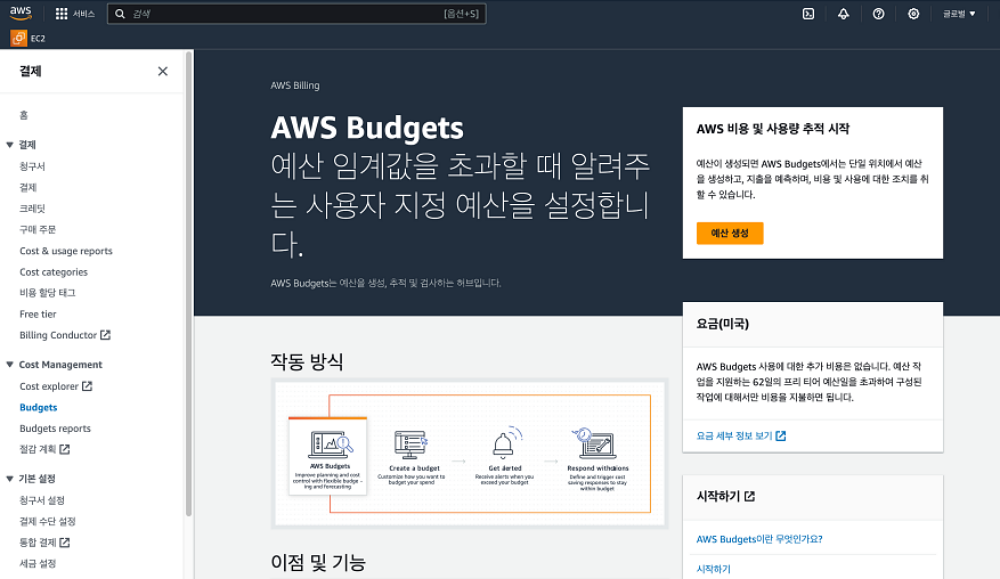 aws
서비스
검색
[옵션+S]
글로벌
EC2
결제
홈
결제
청구서
결제
크레딧
구매 주문
Cost & usage reports
Cost categories
비용 할당 태그
Free tier
Billing Conductor
Cost Management
Cost explorer
Budgets
Budgets reports
절감 계획
기본 설정
청구서 설정
결제 수단 설정
통합 결제
세금 설정
AWS Billing
AWS Budgets
예산 임계값을 초과할 때 알려주
는 사용자 지정 예산을 설정합니
다.
AWS Budgets는 예산을 생성, 추적 및 검사하는 허브입니다.
작동 방식
AWS Budgets
Improve planning and cost
control with flexible budge -
ing and forecasting
Create a budget
Customize how you want to
budget your spend
Get alerted
Receive alerts when you
exceed your budget
Respond with actions
Define and trigger cost
saving responses to stay
within budget
이점 및 기능
AWS 비용 및 사용량 추적 시작
예산이 생성되면 AWS Budgets에서는 단일 위치에서 예산
을 생성하고, 지출을 예측하며, 비용 및 사용에 대한 조치를 취
할 수 있습니다.
예산 생성
요금(미국)
AWS Budgets 사용에 대한 추가 비용은 없습니다. 예산 작
업을 지원하는 62일의 프리 티어 예산일을 초과하여 구성된
작업에 대해서만 비용을 지불하면 됩니다.
요금 세부 정보 보기
시작하기
AWS Budgets이란 무엇인가요?
시작하기